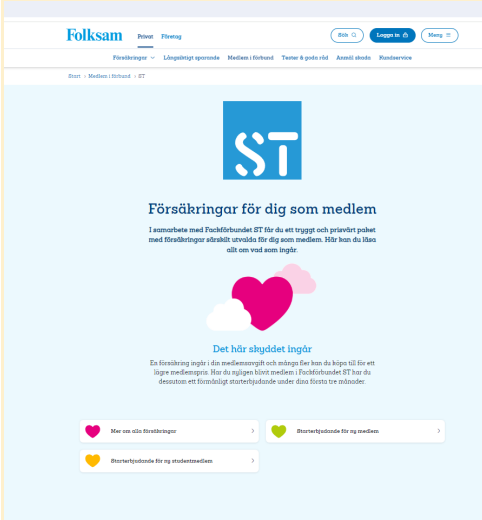 Folksam
Privat Företag
Sök Logga in Meny
Försäkringar Långsiktigt sparande Medlem i förbund Tester & goda råd Anmäl skada Kundservice
Start > Medlem i förbund > ST
ST
Försäkringar för dig som medlem
I samarbete med Fackförbundet ST får du ett tryggt och prisvärt paket
med försäkringar särskilt utvalda för dig som medlem. Här kan du läsa
allt om vad som ingår.
Det här skyddet ingår
En försäkring ingår i din medlemsavgift och många fler kan du köpa till för ett
lägre medlemspris. Har du nyligen blivit medlem i Fackförbundet ST har du
dessutom ett förmånligt starterbjudande under dina första tre månader.
Mer om alla försäkringar
Starterbjudande för ny medlem
Starterbjudande för ny studentmedlem